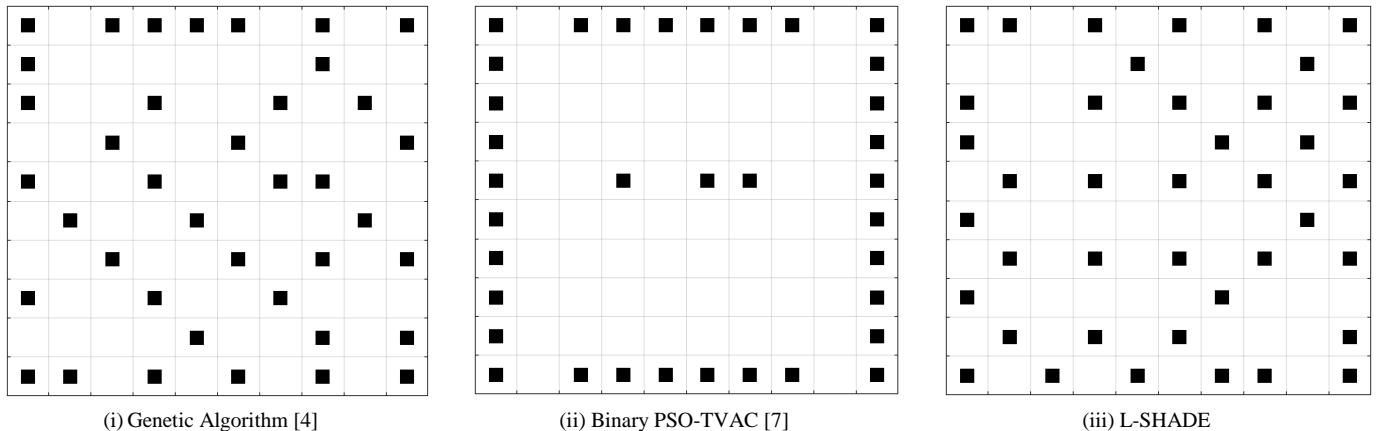 (i) Genetic Algorithm [4]
(ii) Binary PSO-TVAC [7]
(iii) L-SHADE